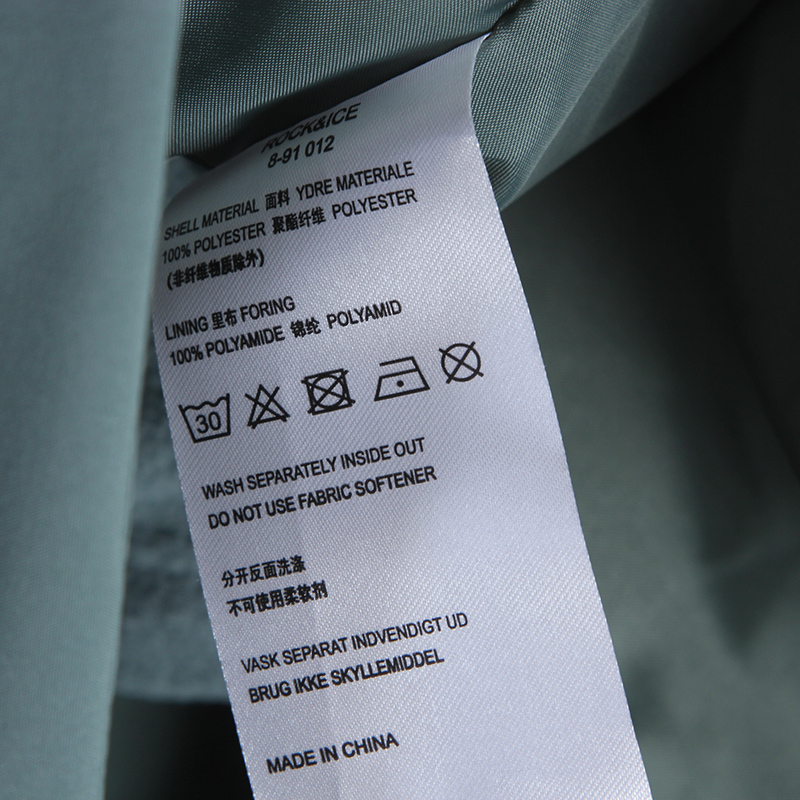 ROCK&ICE
8-91 012
SHELL MATERIAL 面料 YDRE MATERIALE
100% POLYESTER 聚酯纤维 POLYESTER
(非纤维物质除外)
LINING 里布 FORING
100% POLYAMIDE 锦纶 POLYAMID
30
WASH SEPARATELY INSIDE OUT
DO NOT USE FABRIC SOFTENER
分开反面洗涤
不可使用柔软剂
VASK SEPARAT INDVENDIGT UD
BRUG IKKE SKYLLEMIDDEL
MADE IN CHINA